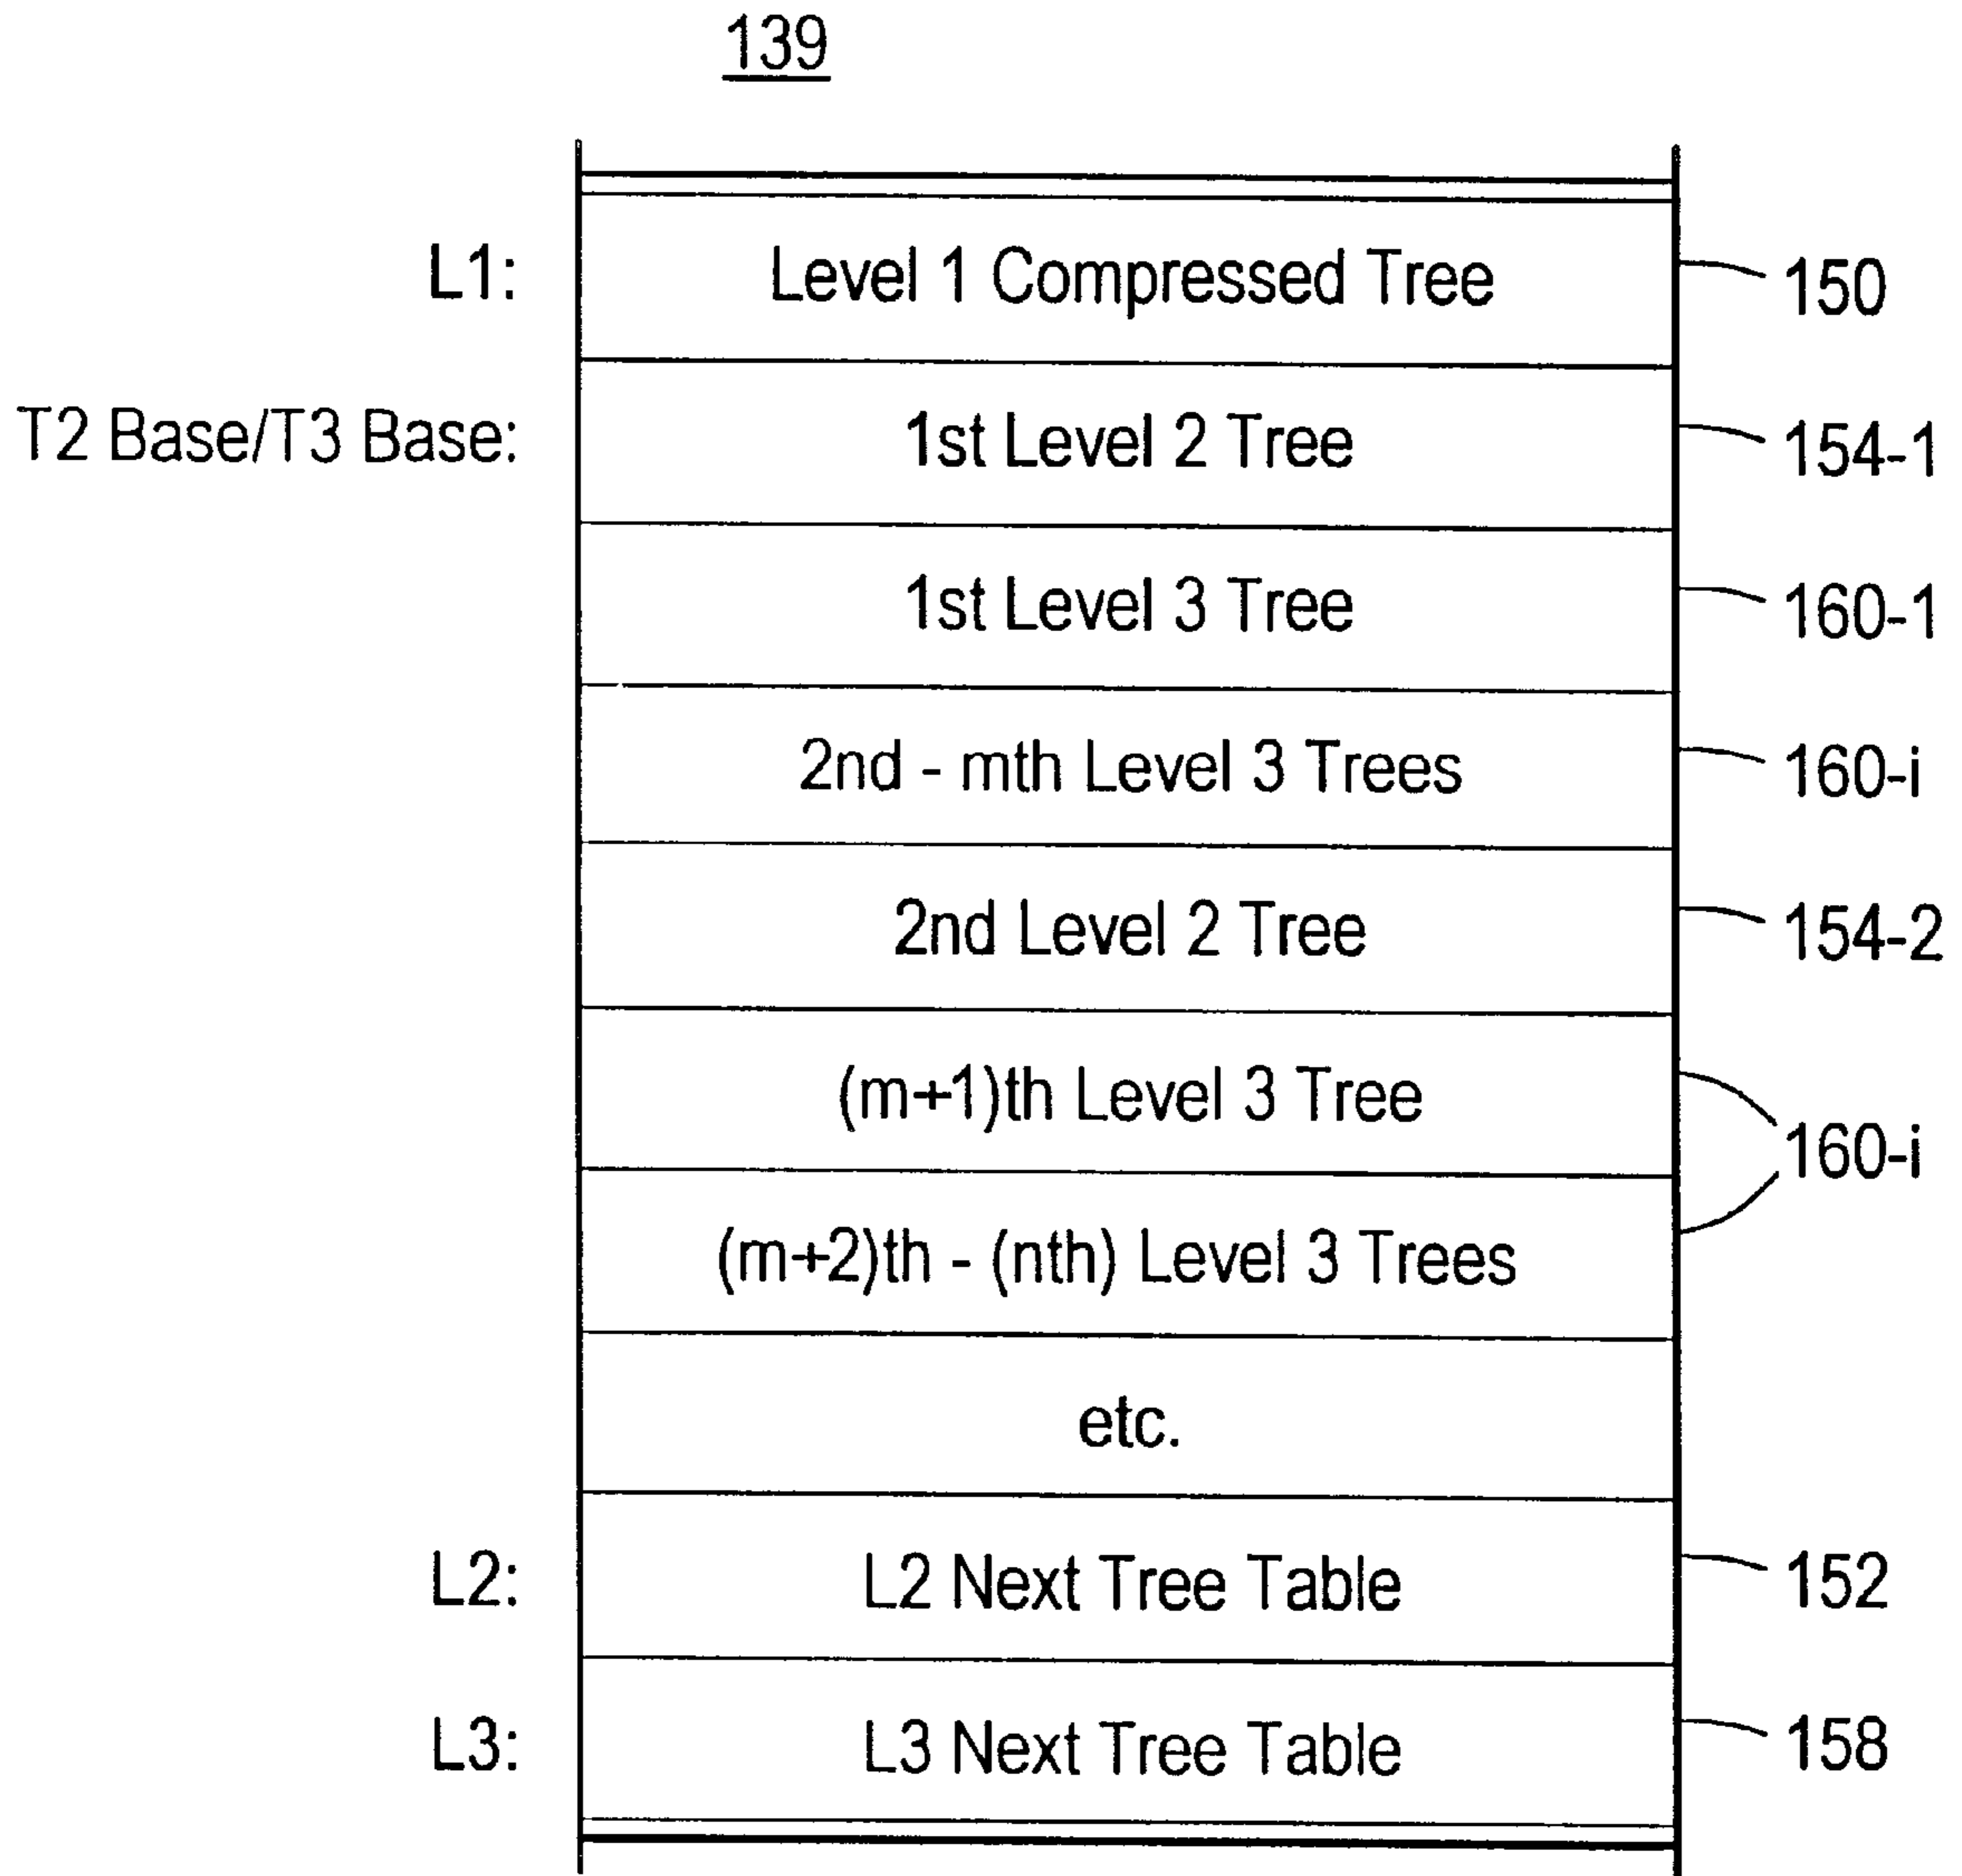 139
L1: Level 1 Compressed Tree 150
T2 Base/T3 Base: 1st Level 2 Tree 154-1
1st Level 3 Tree 160-1
2nd - mth Level 3 Trees 160-i
2nd Level 2 Tree 154-2
(m+1)th Level 3 Tree
160-i
(m+2)th - (nth) Level 3 Trees
etc.
L2: L2 Next Tree Table 152
L3: L3 Next Tree Table 158